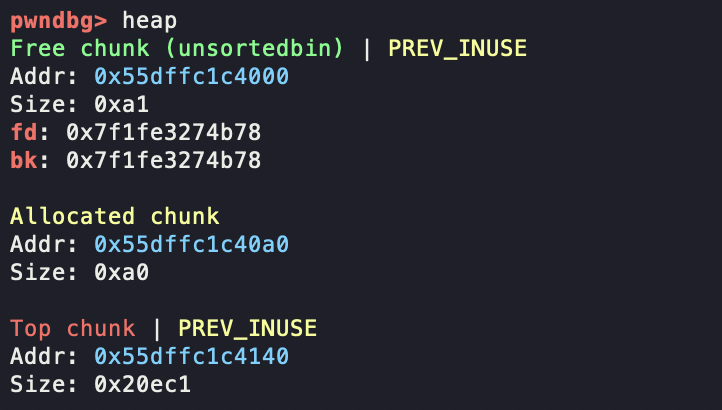 pwndbg> heap
Free chunk (unsortedbin) | PREV_INUSE
Addr: 0x55dffc1c4000
Size: 0xa1
fd: 0x7f1fe3274b78
bk: 0x7f1fe3274b78
Allocated chunk
Addr: 0x55dffc1c40a0
Size: 0xa0
Top chunk | PREV_INUSE
Addr: 0x55dffc1c4140
Size: 0x20ec1